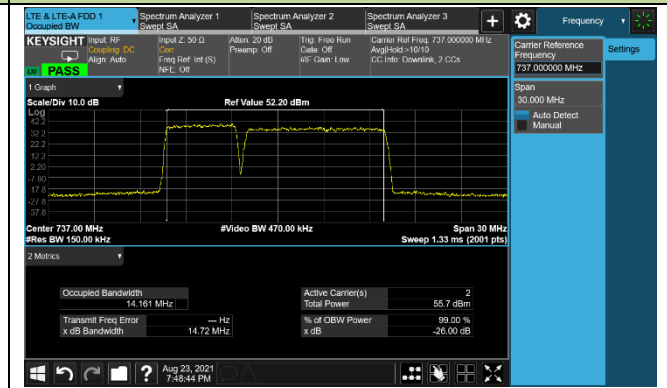 LTE & LTE-A FDD 1
Occupied BW
Spectrum Analyzer 1
Swept SA
Spectrum Analyzer 2
Swept SA
Spectrum Analyzer 3
Swept SA
+
Frequency
KEYSIGHT
Input: RF
Coupling: DC
Align: Auto
Input Z: 50 Ω
Corr
Freq Ref: Int (S)
NFE: Off
Atten: 20 dB
Preamp: Off
Trig: Free Run
Gate: Off
#IF Gain: Low
Carrier Ref Freq: 737.000000 MHz
Avg|Hold:>10/10
CC Info: Downlink, 2 CCs
PASS
Carrier Reference
Frequency
737.000000 MHz
Settings
Span
30.000 MHz
Auto Detect
Manual
1 Graph
Scale/Div 10.0 dB
Ref Value 52.20 dBm
Log
42.2
32.2
22.2
12.2
2.20
-7.80
-17.8
-27.8
-37.8
Center 737.00 MHz
#Video BW 470.00 kHz
Span 30 MHz
#Res BW 150.00 kHz
Sweep 1.33 ms (2001 pts)
2 Metrics
Occupied Bandwidth
14.161 MHz
Active Carrier(s)
2
Total Power
55.7 dBm
Transmit Freq Error
--- Hz
% of OBW Power
99.00 %
x dB Bandwidth
14.72 MHz
x dB
-26.00 dB
?
Aug 23, 2021
7:48:44 PM